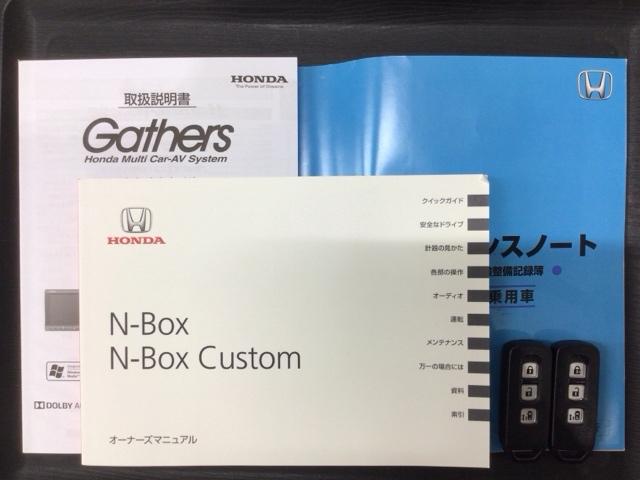 取扱説明書
HONDA
The Power of Dreams
Gathers
Honda Multi Car-AV System
DOLBY
HONDA
N-Box
N-Box Custom
オーナーズマニュアル
クイックガイド
安全なドライブ
計器の見かた
各部の操作
オーディオ
運転
メンテナンス
万一の場合には
資料
索引
ンスノート
整備記録簿
乗用車